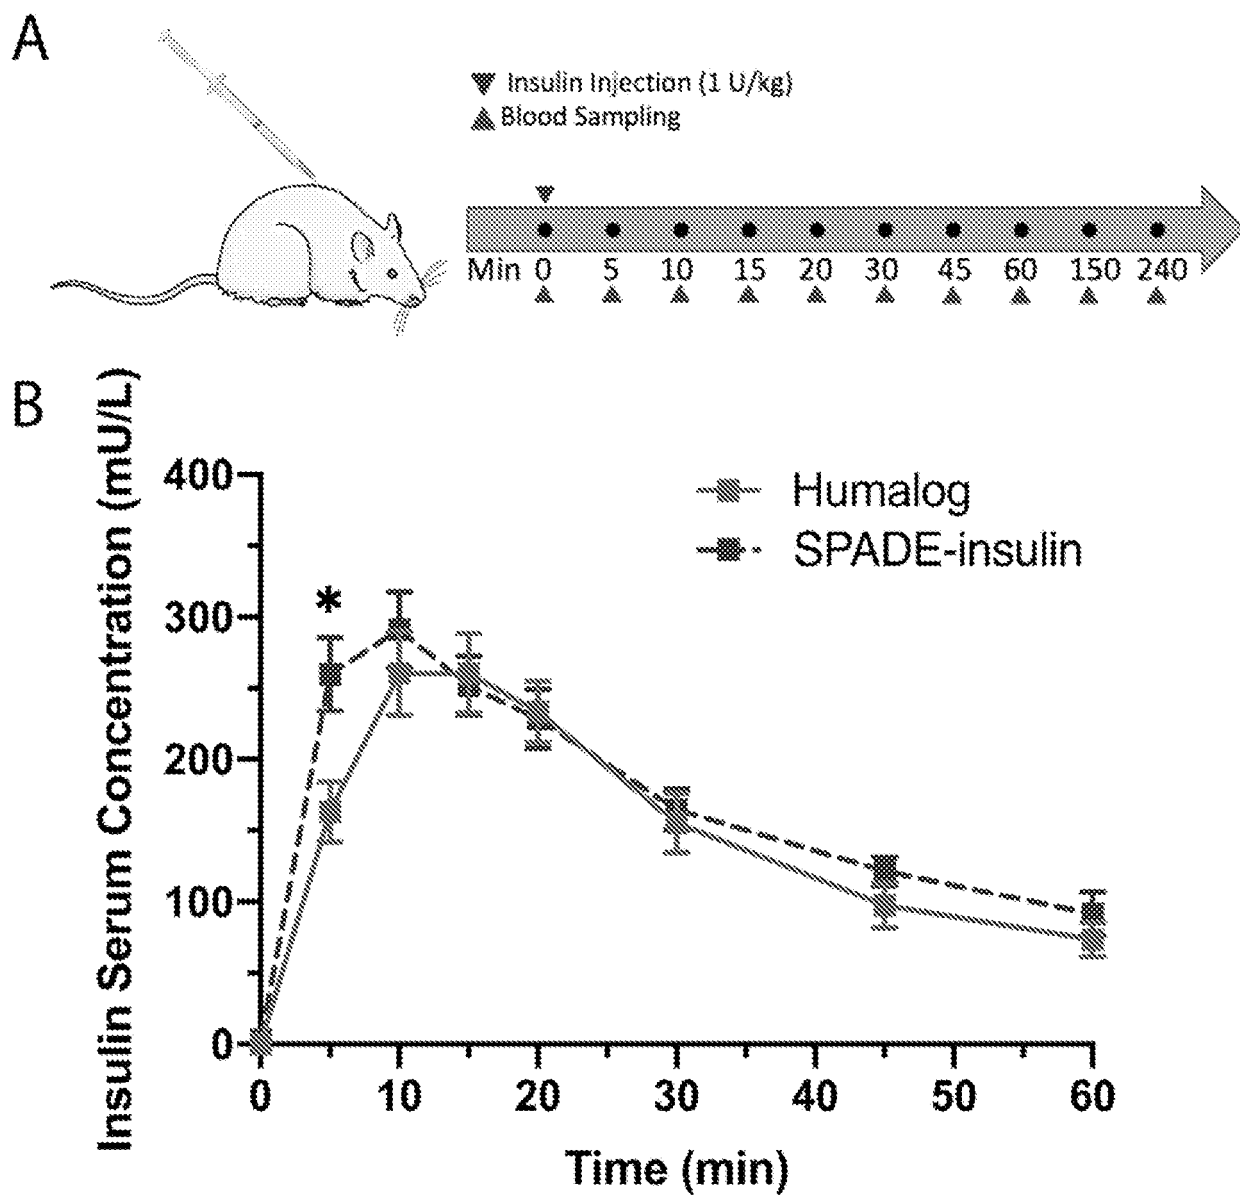 A
Insulin Injection (1 U/kg)
Blood Sampling
Min 0 5 10 15 20 30 45 60 150 240
B
Insulin Serum Concentration (mU/L)
400
300
200
100
0
*
Humalog
SPADE-insulin
0 10 20 30 40 50 60
Time (min)